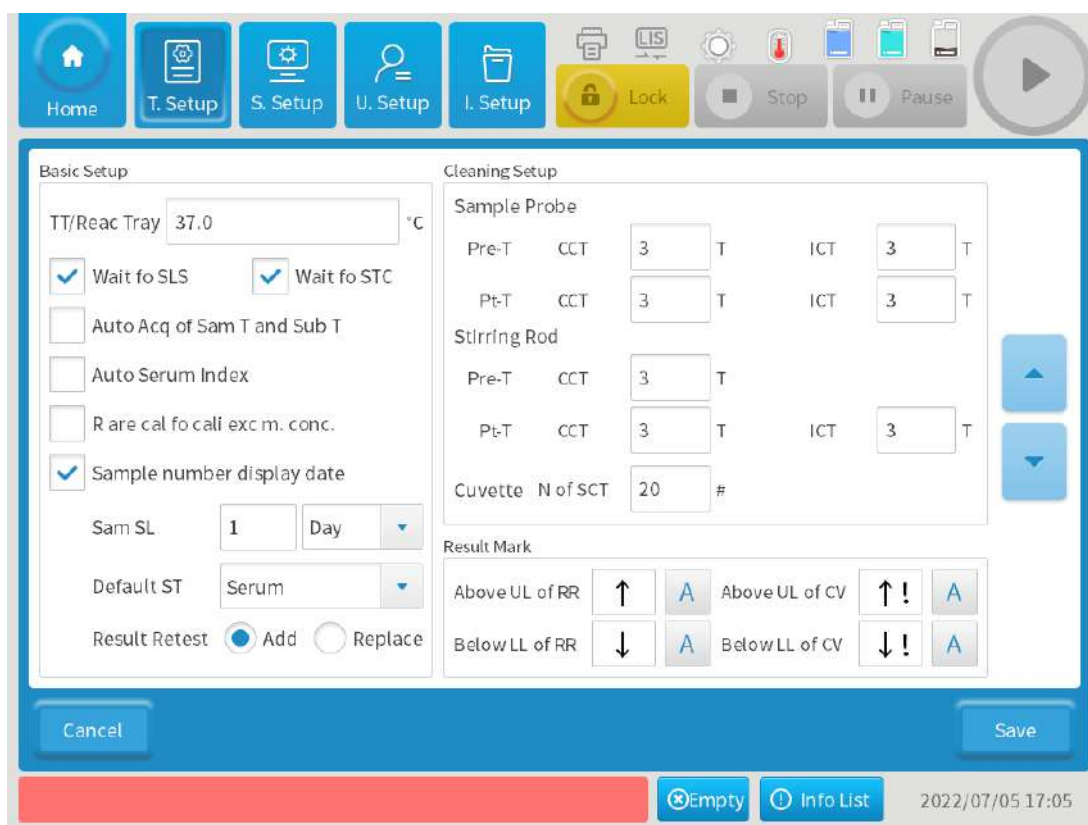 LIS
Home T. Setup S. Setup U. Setup I. Setup Lock Stop Pause
Basic Setup
TT/Reac Tray 37.0 °C
Wait fo SLS Wait fo STC
Auto Acq of Sam T and Sub T
Auto Serum Index
R are cal fo cali exc m. conc.
Sample number display date
Sam SL 1 Day
Default ST Serum
Result Retest Add Replace
Cleaning Setup
Sample Probe
Pre-T CCT 3 T ICT 3 T
Pt-T CCT 3 T ICT 3 T
Stirring Rod
Pre-T CCT 3 T
Pt-T CCT 3 T ICT 3 T
Cuvette N of SCT 20 #
Result Mark
Above UL of RR ↑ A Above UL of CV ↑! A
Below LL of RR ↓ A Below LL of CV ↓! A
Cancel Save
Empty Info List 2022/07/05 17:05